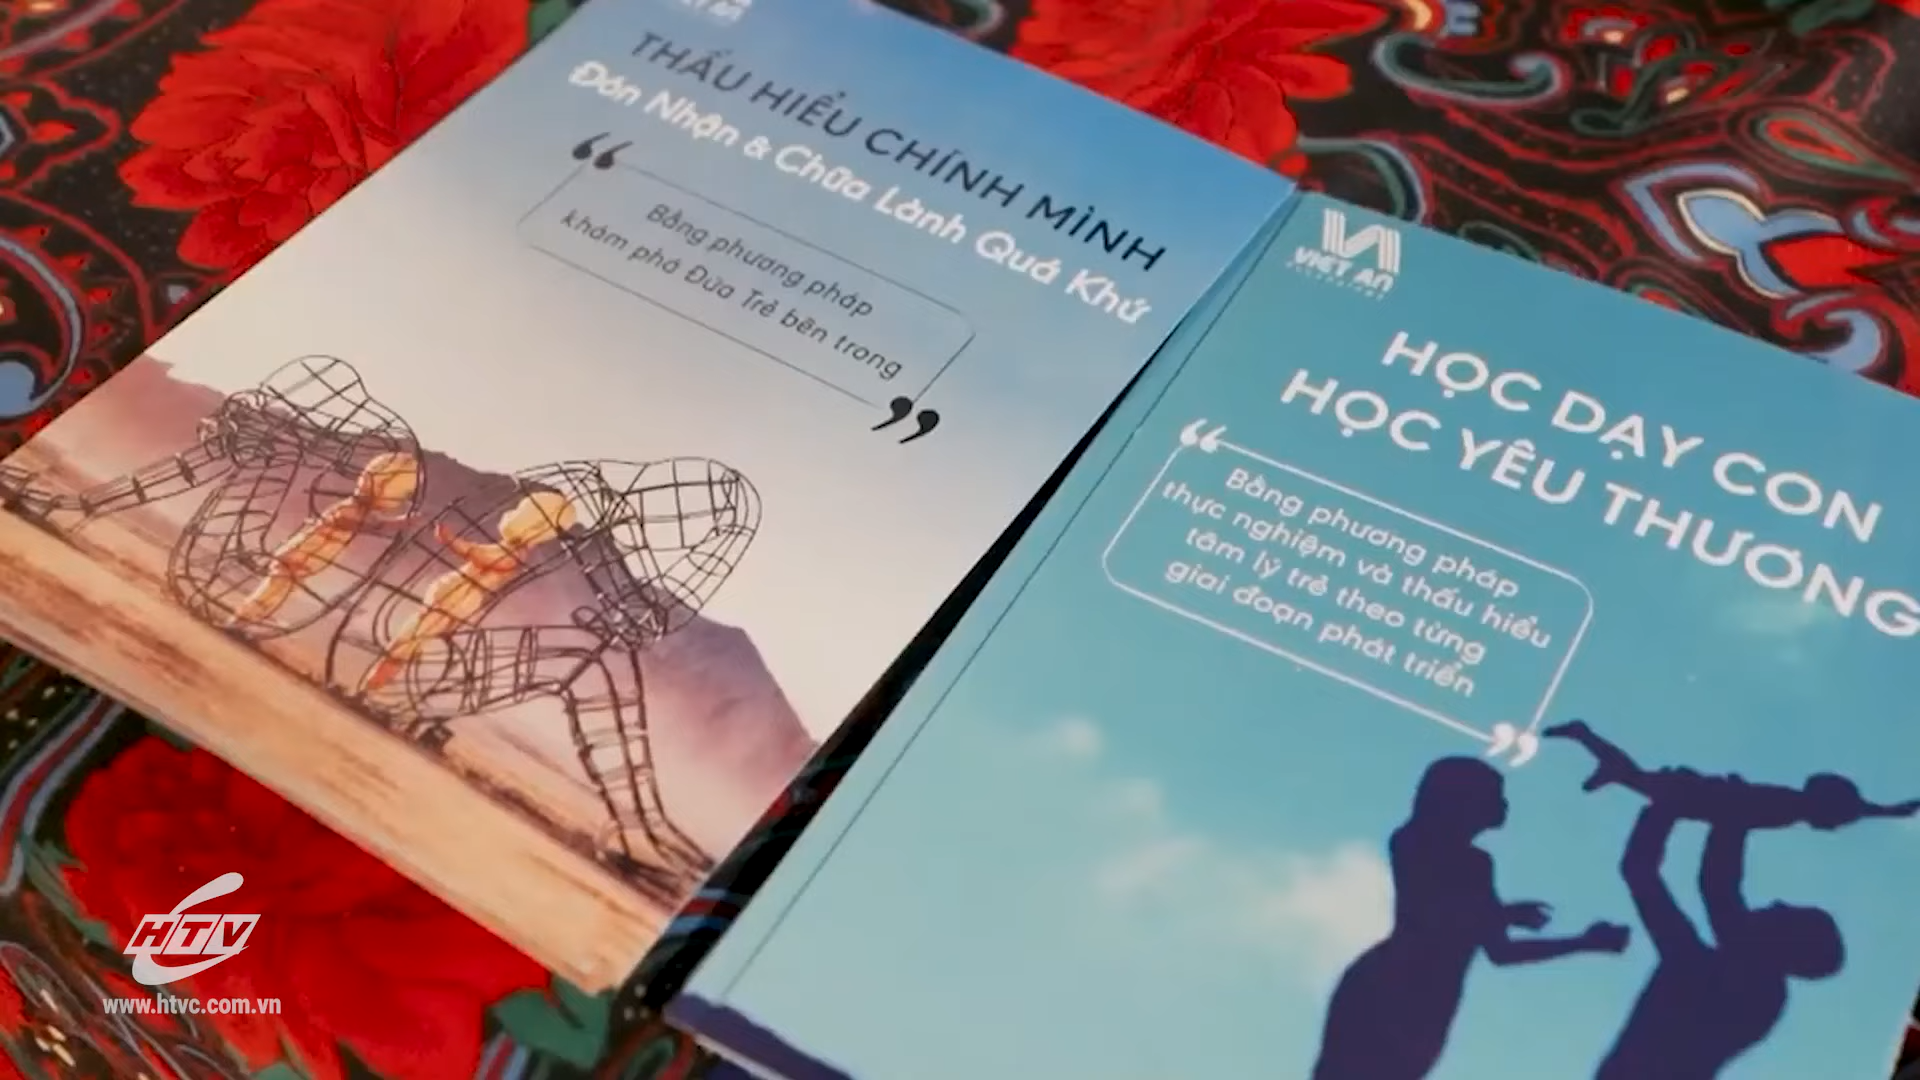 THẤU HIỂU CHÍNH MÌNH
Đón Nhận & Chữa Lành Quá Khứ
“
Bằng phương pháp
khám phá Đứa Trẻ bên trong
”
VIET AN
HỌC DẠY CON
HỌC YÊU THƯƠNG
“
Bằng phương pháp
thực nghiệm và thấu hiểu
tâm lý trẻ theo từng
giai đoạn phát triển
”
HTV
www.htvc.com.vn